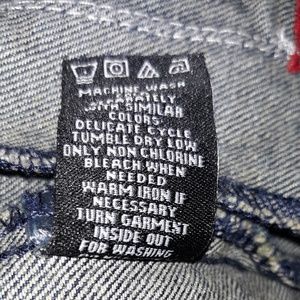 MACHINE WASH
SEPARATELY
WITH SIMILAR
COLORS
DELICATE CYCLE
TUMBLE DRY LOW
ONLY NON CHLORINE
BLEACH WHEN
NEEDED
WARM IRON IF
NECESSARY
TURN GARMENT
INSIDE OUT
FOR WASHING